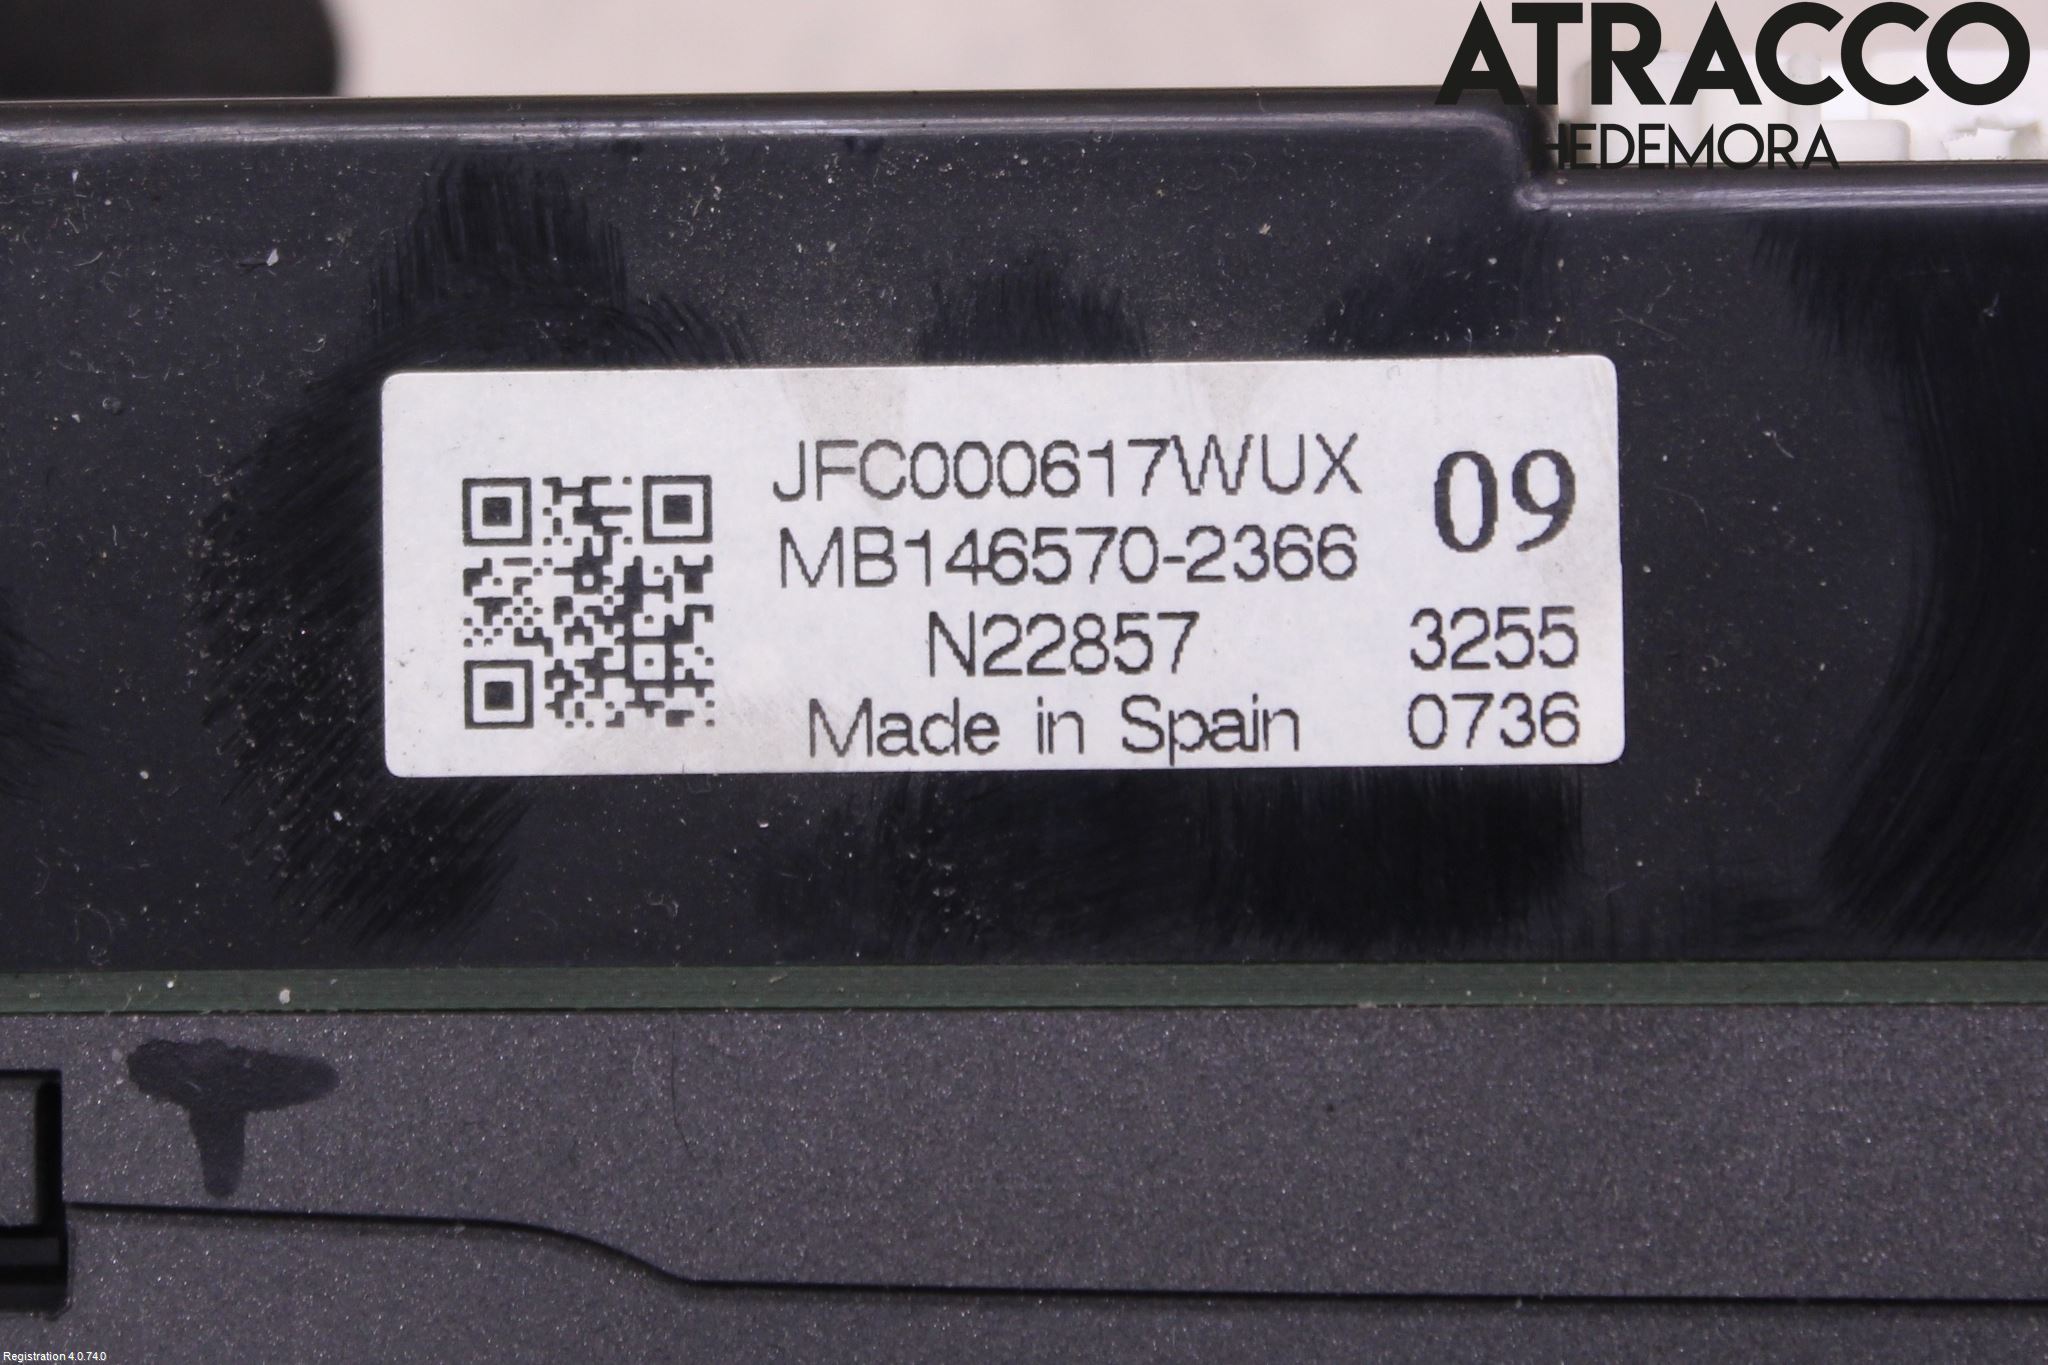 ATRACCO
HEDEMORA
JFC000617WUX
09
MB146570-2366
N22857
3255
Made in Spain
0736
Registration 4.0.74.0